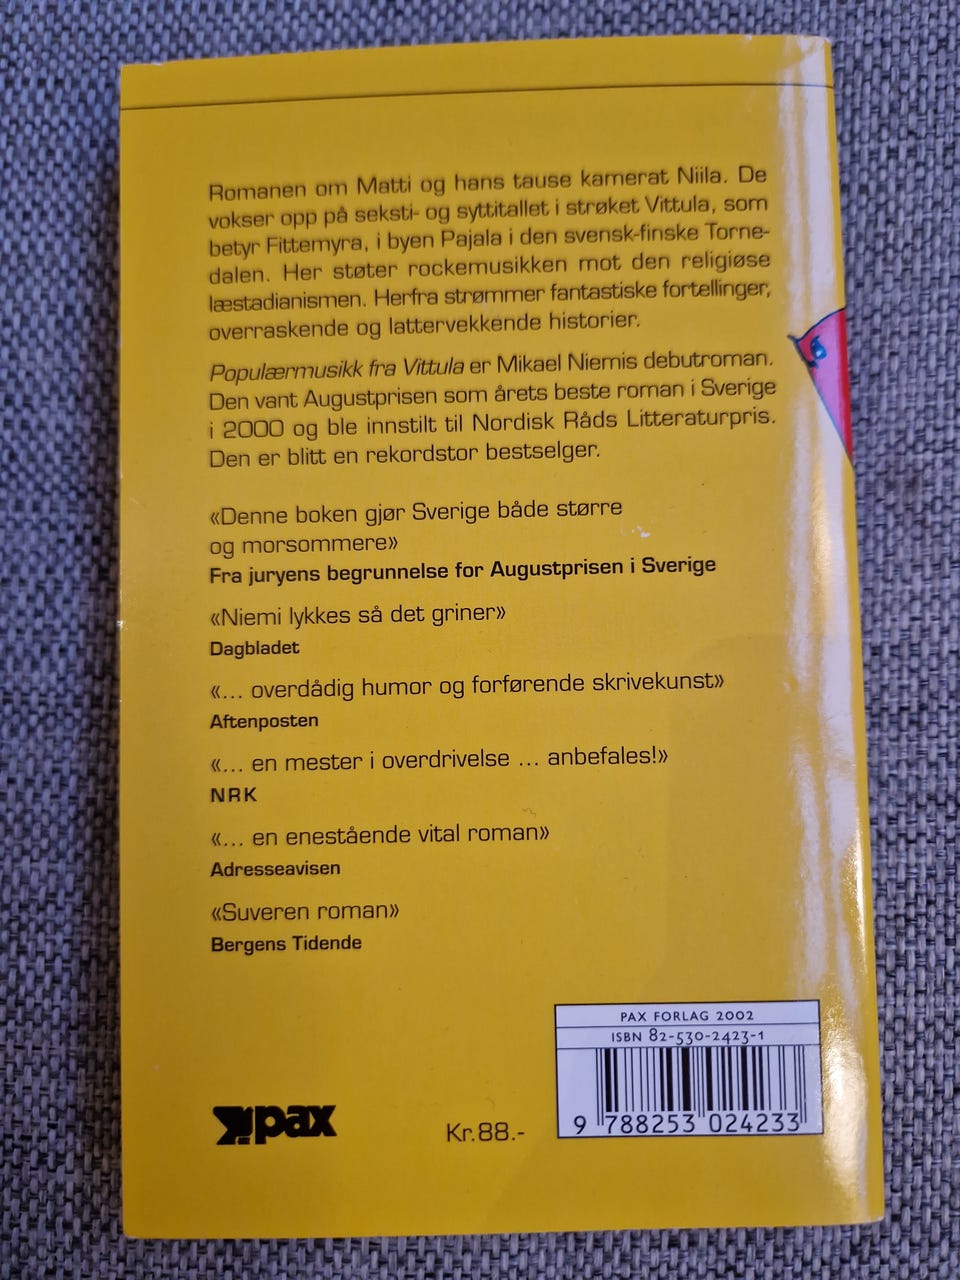 Romanen om Matti og hans tause kamerat Niila. De
vokser opp på seksti- og syttitallet i strøket Vittula, som
betyr Fittemyra, i byen Pajala i den svensk-finske Torne-
dalen. Her støter rockemusikken mot den religiøse
læstadianismen. Herfra strømmer fantastiske fortellinger,
overraskende og lattervekkende historier.
Populærmusikk fra Vittula er Mikael Niemis debutroman.
Den vant Augustprisen som årets beste roman i Sverige
i 2000 og ble innstilt til Nordisk Råds Litteraturpris.
Den er blitt en rekordstor bestselger.
«Denne boken gjør Sverige både større
og morsommere»
Fra juryens begrunnelse for Augustprisen i Sverige
«Niemi lykkes så det griner»
Dagbladet
«... overdådig humor og forførende skrivekunst»
Aftenposten
«... en mester i overdrivelse ... anbefales!»
NRK
«... en enestående vital roman»
Adresseavisen
«Suveren roman»
Bergens Tidende
PAX FORLAG 2002
ISBN 82-530-2423-1
9 788253 024233
pax
Kr.88.-